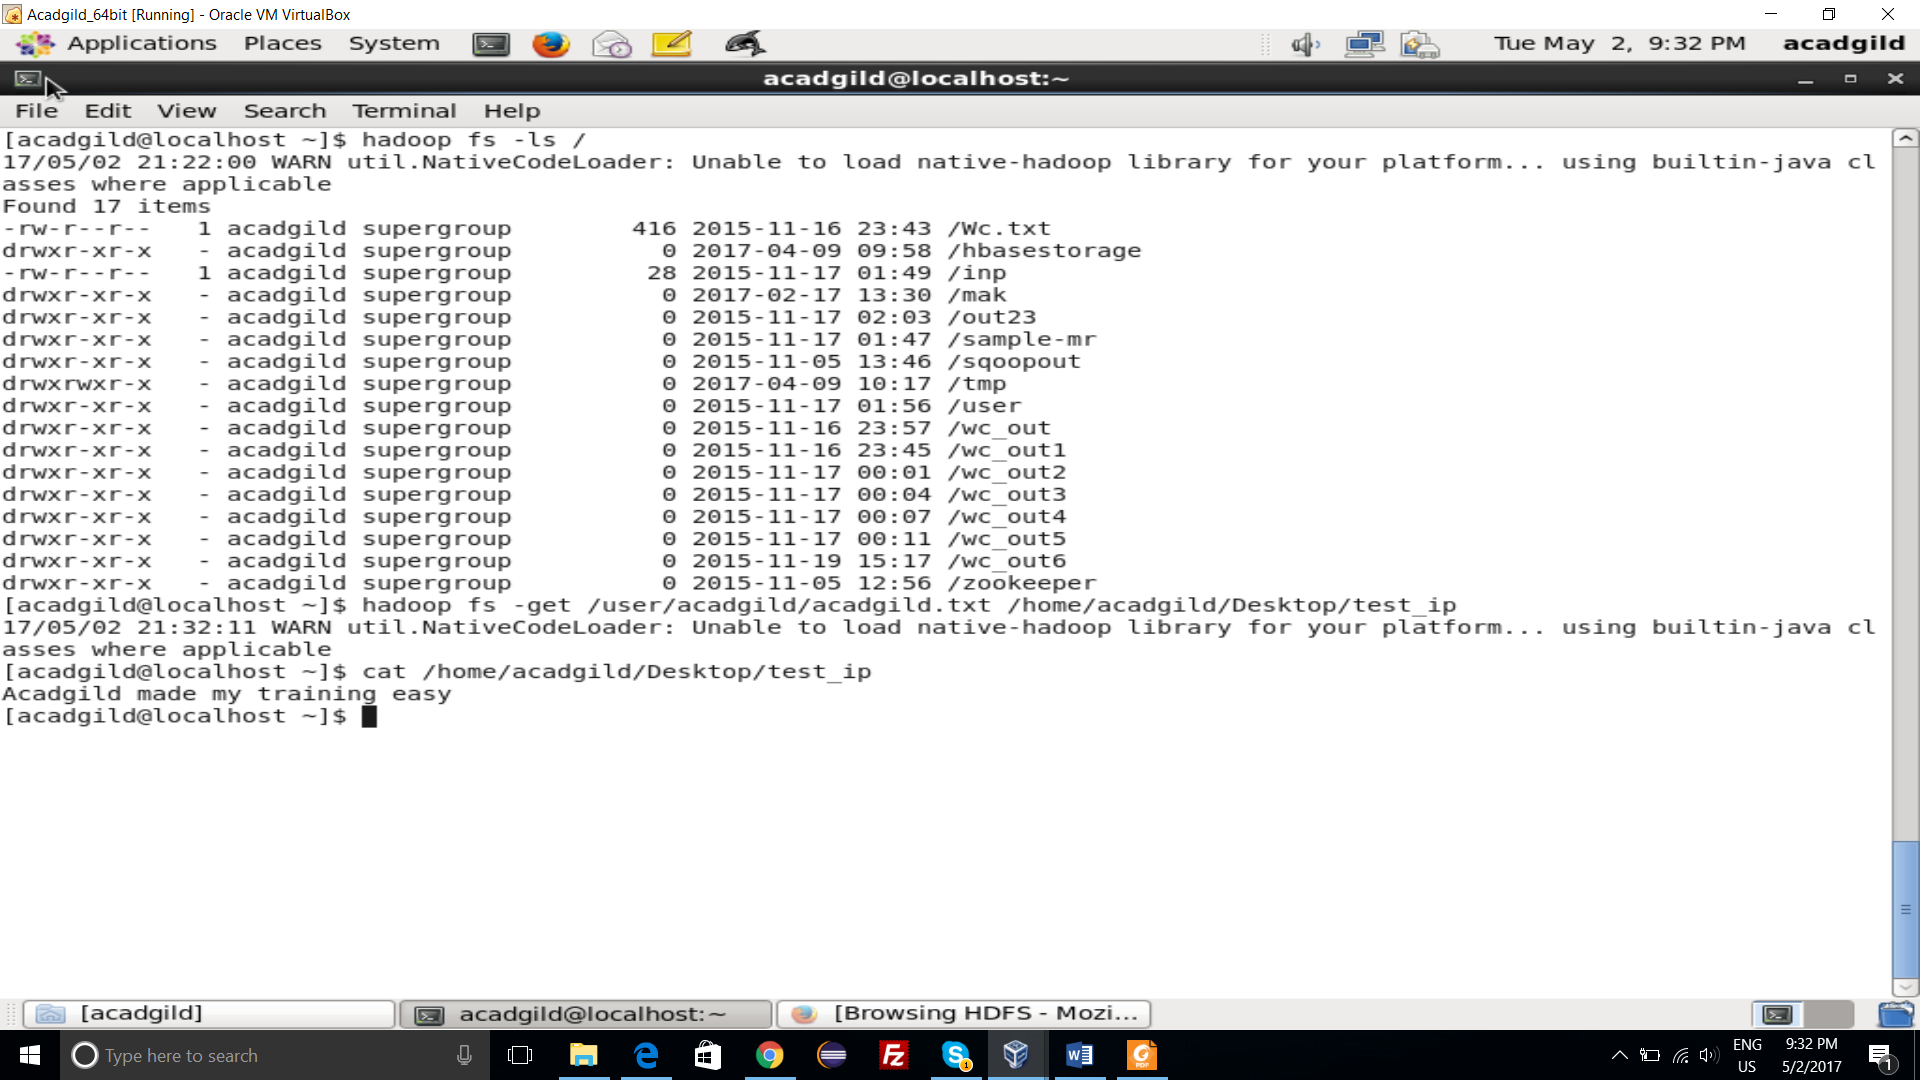 Acadgild_64bit [Running] - Oracle VM VirtualBox
Applications Places System Tue May 2, 9:32 PM acadgild
acadgild@localhost:~
File Edit View Search Terminal Help
[acadgild@localhost ~]$ hadoop fs -ls /
17/05/02 21:22:00 WARN util.NativeCodeLoader: Unable to load native-hadoop library for your platform... using builtin-java cl
asses where applicable
Found 17 items
-rw-r--r--   1 acadgild supergroup        416 2015-11-16 23:43 /Wc.txt
drwxr-xr-x   - acadgild supergroup          0 2017-04-09 09:58 /hbasestorage
-rw-r--r--   1 acadgild supergroup         28 2015-11-17 01:49 /inp
drwxr-xr-x   - acadgild supergroup          0 2017-02-17 13:30 /mak
drwxr-xr-x   - acadgild supergroup          0 2015-11-17 02:03 /out23
drwxr-xr-x   - acadgild supergroup          0 2015-11-17 01:47 /sample-mr
drwxr-xr-x   - acadgild supergroup          0 2015-11-05 13:46 /sqoopout
drwxrwxr-x   - acadgild supergroup          0 2017-04-09 10:17 /tmp
drwxr-xr-x   - acadgild supergroup          0 2015-11-17 01:56 /user
drwxr-xr-x   - acadgild supergroup          0 2015-11-16 23:57 /wc_out
drwxr-xr-x   - acadgild supergroup          0 2015-11-16 23:45 /wc_out1
drwxr-xr-x   - acadgild supergroup          0 2015-11-17 00:01 /wc_out2
drwxr-xr-x   - acadgild supergroup          0 2015-11-17 00:04 /wc_out3
drwxr-xr-x   - acadgild supergroup          0 2015-11-17 00:07 /wc_out4
drwxr-xr-x   - acadgild supergroup          0 2015-11-17 00:11 /wc_out5
drwxr-xr-x   - acadgild supergroup          0 2015-11-19 15:17 /wc_out6
drwxr-xr-x   - acadgild supergroup          0 2015-11-05 12:56 /zookeeper
[acadgild@localhost ~]$ hadoop fs -get /user/acadgild/acadgild.txt /home/acadgild/Desktop/test_ip
17/05/02 21:32:11 WARN util.NativeCodeLoader: Unable to load native-hadoop library for your platform... using builtin-java cl
asses where applicable
[acadgild@localhost ~]$ cat /home/acadgild/Desktop/test_ip
Acadgild made my training easy
[acadgild@localhost ~]$
[acadgild] acadgild@localhost:~ [Browsing HDFS - Mozi...
Type here to search
ENG
US
9:32 PM
5/2/2017
1